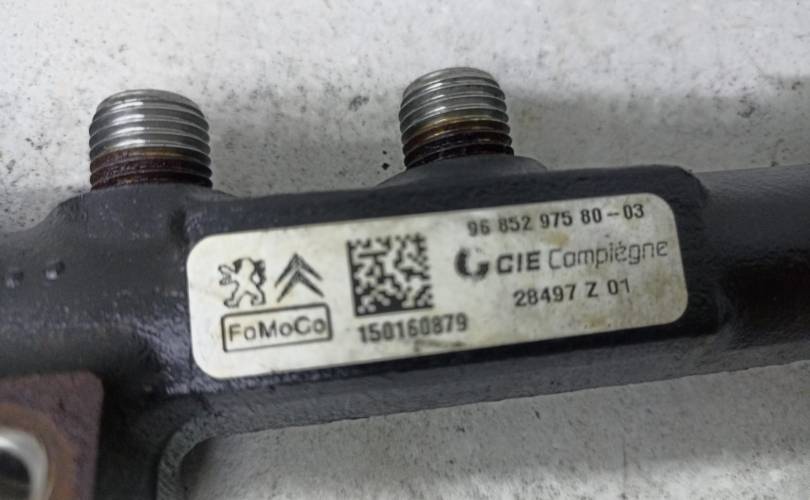 96 852 975 80-03
CIE Compiègne
28497 Z 01
FoMoCo
150160879